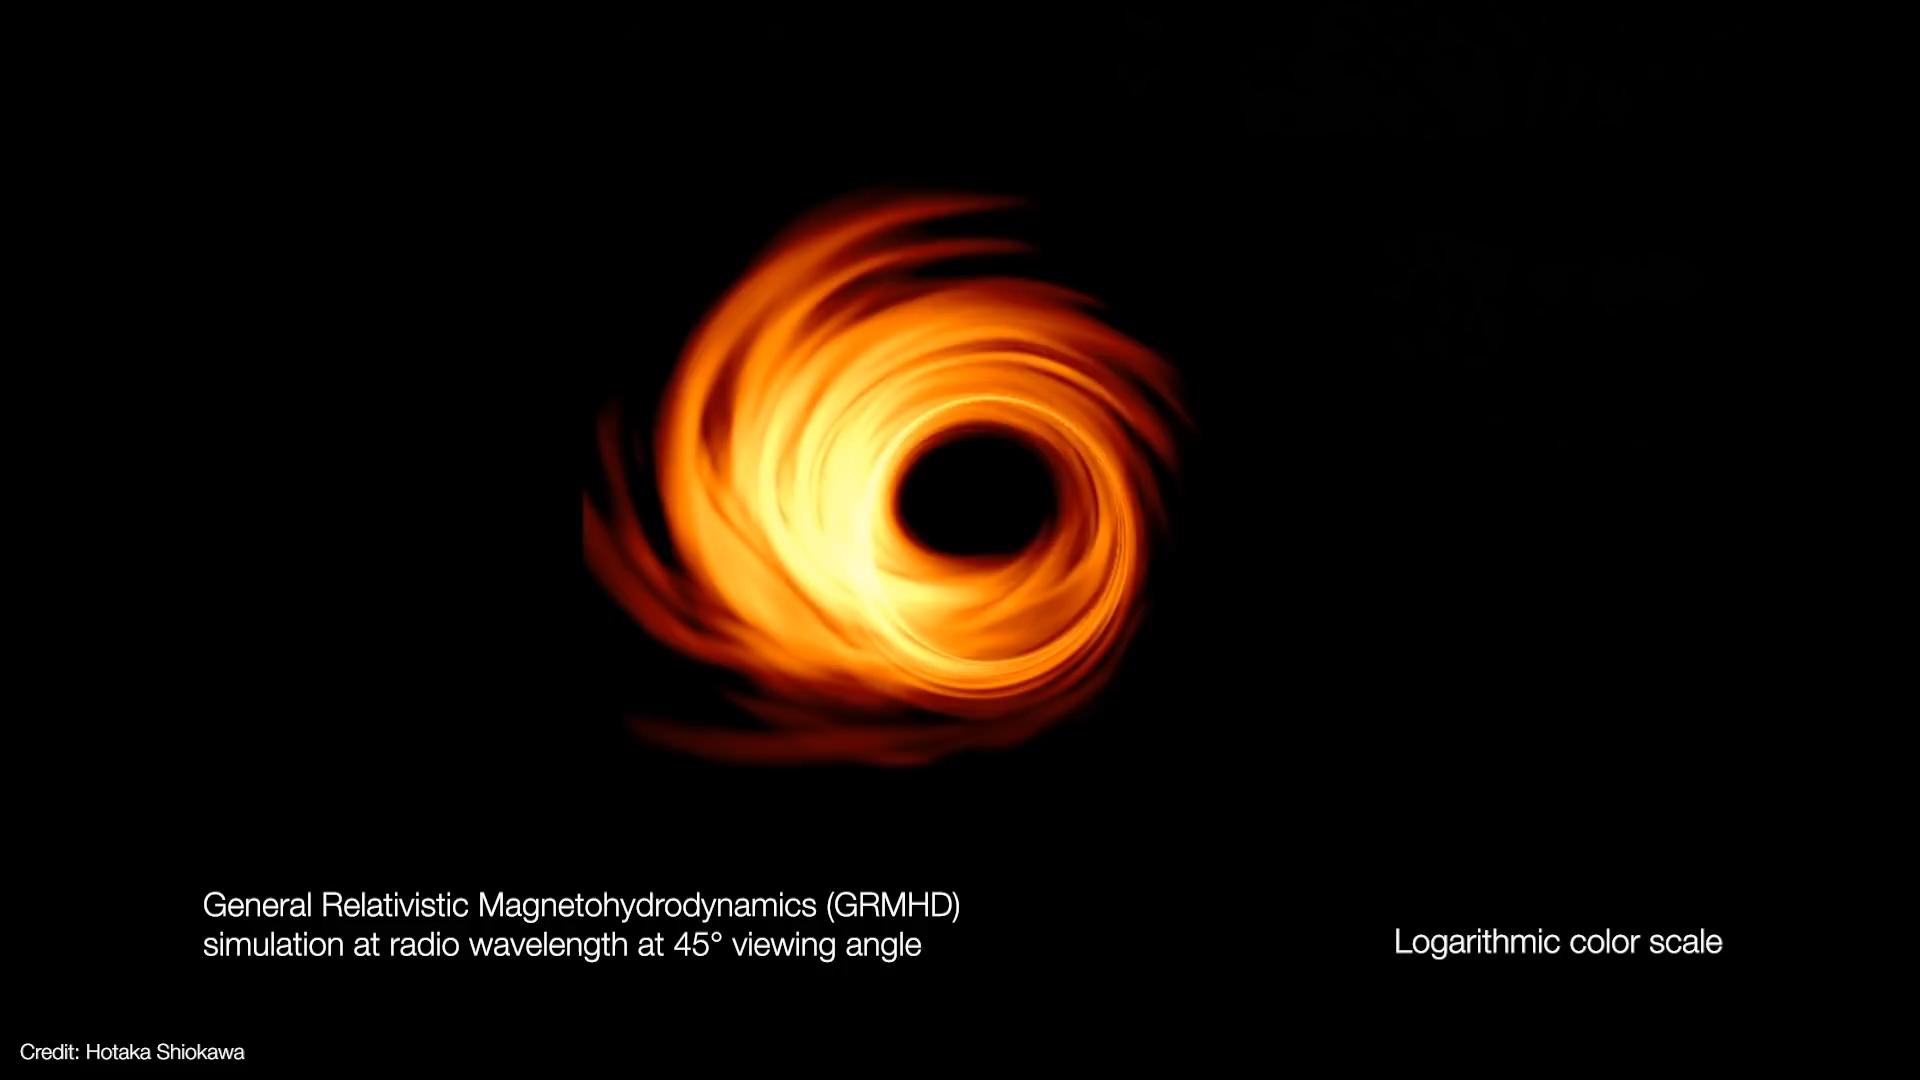 General Relativistic Magnetohydrodynamics (GRMHD)
simulation at radio wavelength at 45° viewing angle
Logarithmic color scale
Credit: Hotaka Shiokawa